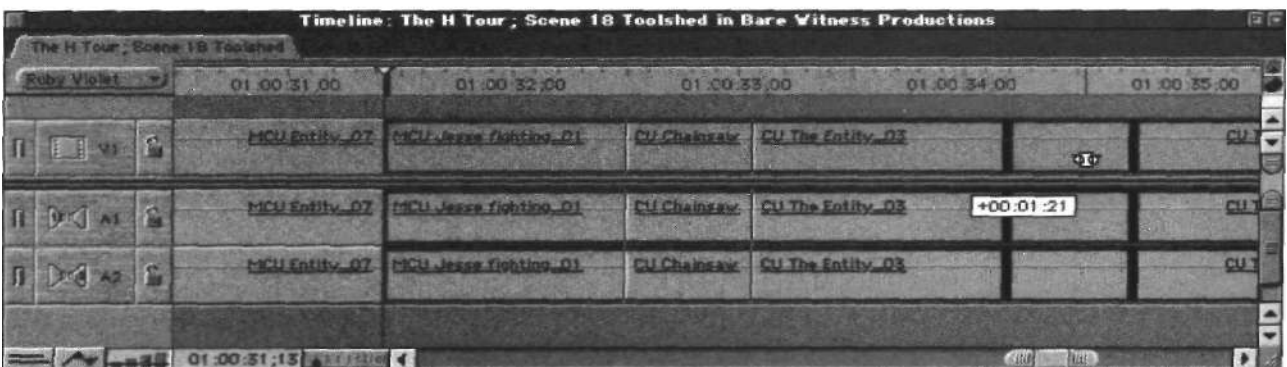 Timeline: The H Tour ; Scene 18 Toolshed in Bare Witness Productions
The H Tour ; Scene 18 Toolshed
Ruby Violet
01:00:31;00 01:00:32;00 01:00:33;00 01:00:34;00 01:00:35;00
V1 MCU Entity_07 MCU Jesse fighting_01 CU Chainsaw CU The Entity_03 CU T
A1 MCU Entity_07 MCU Jesse fighting_01 CU Chainsaw CU The Entity_03 +00:01:21 CU T
A2 MCU Entity_07 MCU Jesse fighting_01 CU Chainsaw CU The Entity_03 CU T
01:00:31;13